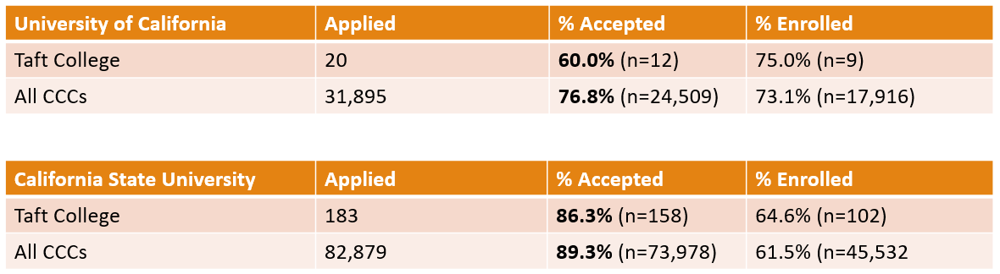 University of California Applied % Accepted % Enrolled
Taft College 20 60.0% (n=12) 75.0% (n=9)
All CCCs 31,895 76.8% (n=24,509) 73.1% (n=17,916)
California State University Applied % Accepted % Enrolled
Taft College 183 86.3% (n=158) 64.6% (n=102)
All CCCs 82,879 89.3% (n=73,978) 61.5% (n=45,532